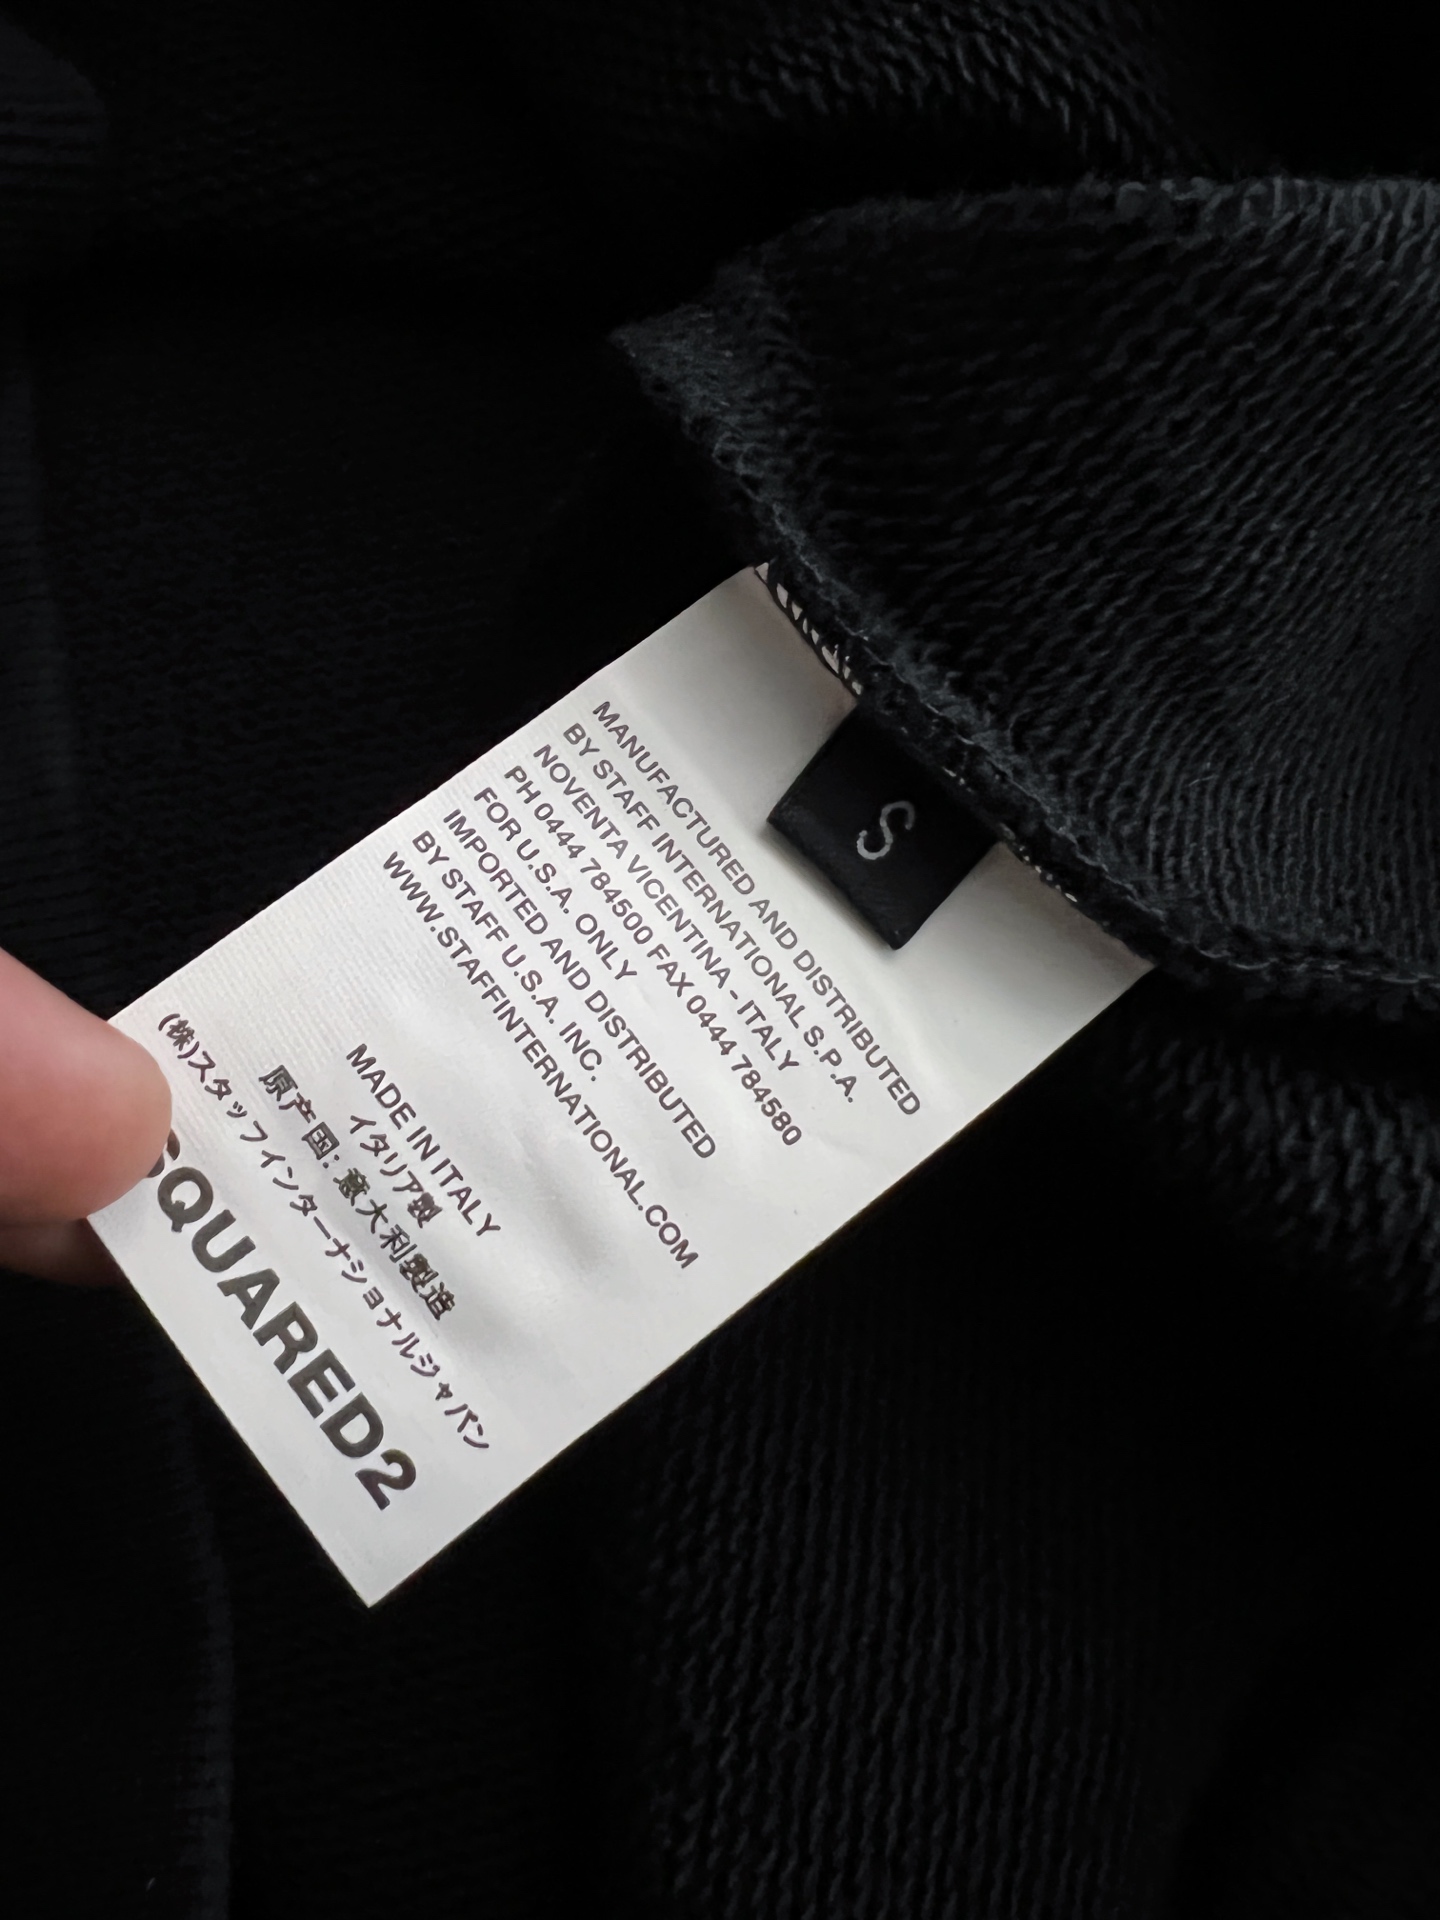 S
MANUFACTURED AND DISTRIBUTED
BY STAFF INTERNATIONAL S.P.A.
NOVENTA VICENTINA - ITALY
PH 0444 784500 FAX 0444 784580
FOR U.S.A. ONLY
IMPORTED AND DISTRIBUTED
BY STAFF U.S.A. INC.
WWW.STAFFINTERNATIONAL.COM
MADE IN ITALY
イタリア製
原产国: 意大利製造
(株)スタッフインターナショナルジャパン
SQUARED2